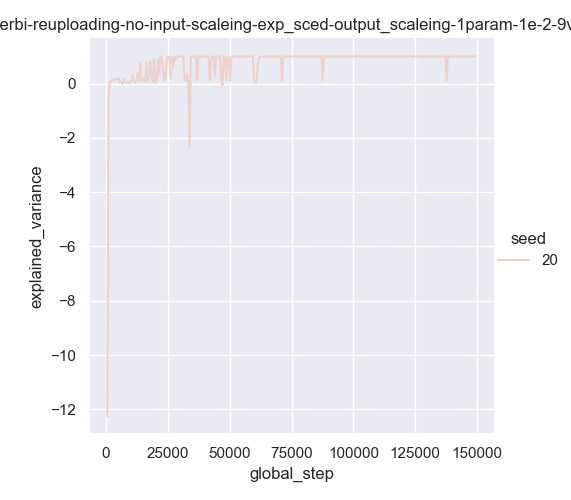 erbi-reuploading-no-input-scaleing-exp_sced-output_scaleing-1param-1e-2-9v
0
−2
−4
−6
−8
−10
−12
explained_variance
0 25000 50000 75000 100000 125000 150000
global_step
seed
20